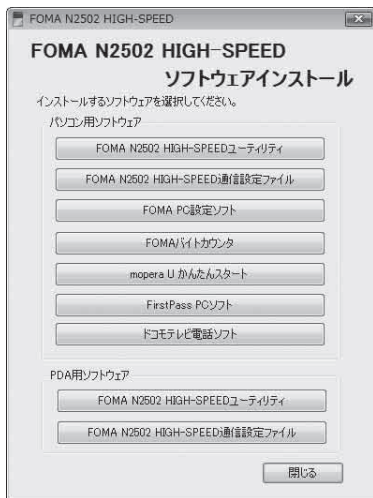 FOMA N2502 HIGH-SPEED
FOMA N2502 HIGH-SPEED
ソフトウェアインストール
インストールするソフトウェアを選択してください。
パソコン用ソフトウェア
FOMA N2502 HIGH-SPEEDユーティリティ
FOMA N2502 HIGH-SPEED通信設定ファイル
FOMA PC設定ソフト
FOMAバイトカウンタ
mopera U かんたんスタート
FirstPass PCソフト
ドコモテレビ電話ソフト
PDA用ソフトウェア
FOMA N2502 HIGH-SPEEDユーティリティ
FOMA N2502 HIGH-SPEED通信設定ファイル
閉じる